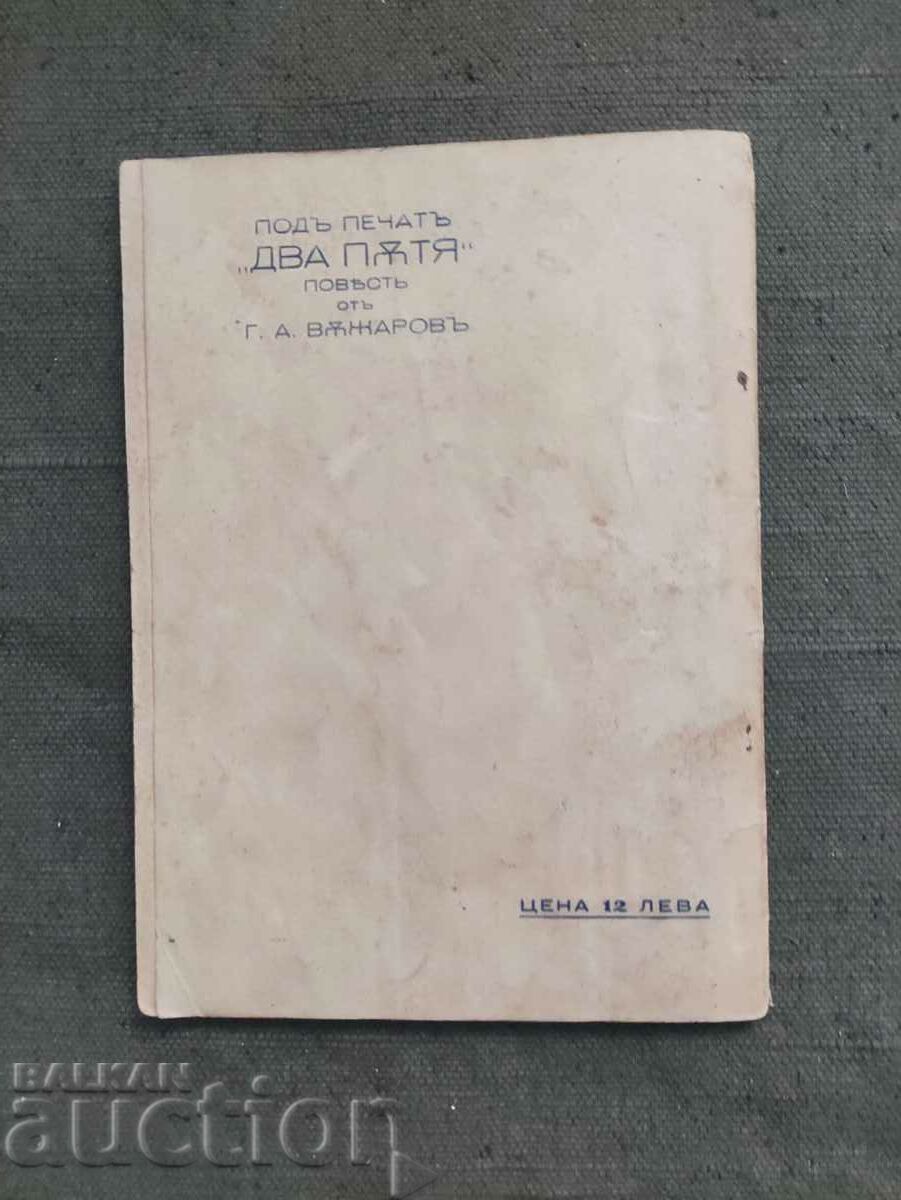 ПОДЪ ПЕЧАТЪ
„ДВА ПѪТЯ“
ПОВѢСТЬ
отъ
Г. А. ВѪЖАРОВЪ
ЦЕНА 12 ЛЕВА
BALKAN
auction